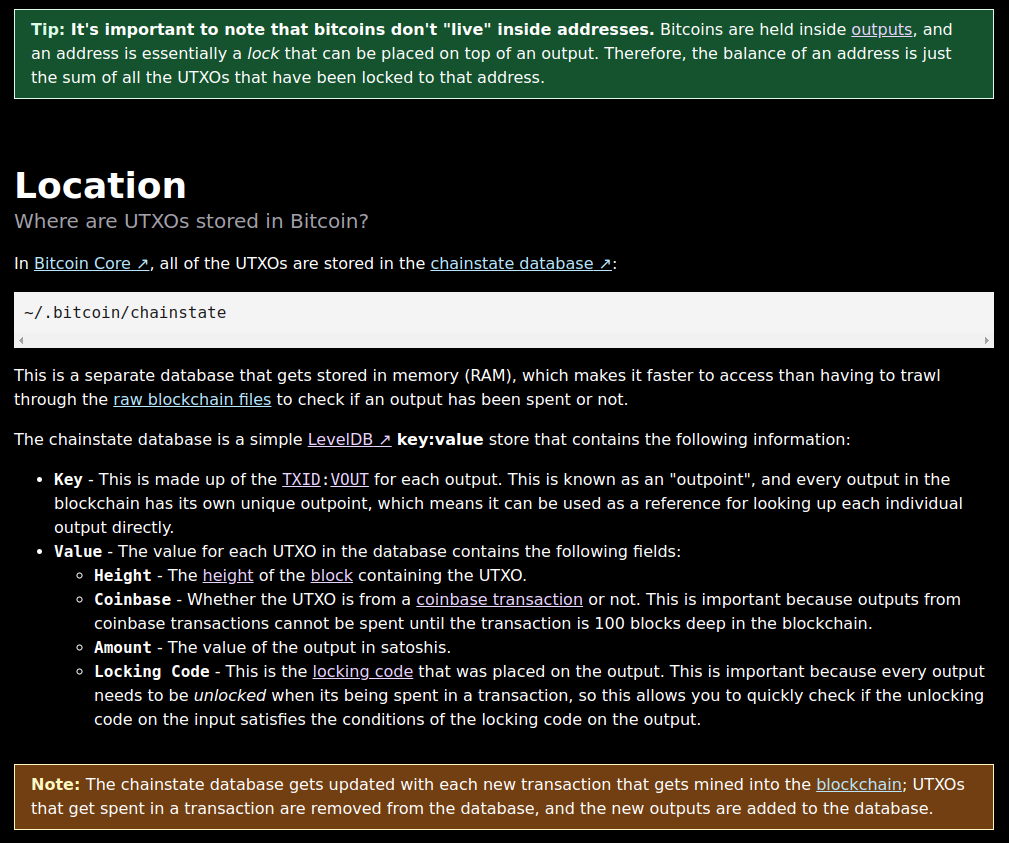 Tip: It's important to note that bitcoins don't "live" inside addresses. Bitcoins are held inside outputs, and
an address is essentially a lock that can be placed on top of an output. Therefore, the balance of an address is just
the sum of all the UTXOs that have been locked to that address.
Location
Where are UTXOs stored in Bitcoin?
In Bitcoin Core ↗, all of the UTXOs are stored in the chainstate database ↗:
~/.bitcoin/chainstate
This is a separate database that gets stored in memory (RAM), which makes it faster to access than having to trawl
through the raw blockchain files to check if an output has been spent or not.
The chainstate database is a simple LevelDB ↗ key:value store that contains the following information:
• Key - This is made up of the TXID:VOUT for each output. This is known as an "outpoint", and every output in the
blockchain has its own unique outpoint, which means it can be used as a reference for looking up each individual
output directly.
• Value - The value for each UTXO in the database contains the following fields:
◦ Height - The height of the block containing the UTXO.
◦ Coinbase - Whether the UTXO is from a coinbase transaction or not. This is important because outputs from
coinbase transactions cannot be spent until the transaction is 100 blocks deep in the blockchain.
◦ Amount - The value of the output in satoshis.
◦ Locking Code - This is the locking code that was placed on the output. This is important because every output
needs to be unlocked when its being spent in a transaction, so this allows you to quickly check if the unlocking
code on the input satisfies the conditions of the locking code on the output.
Note: The chainstate database gets updated with each new transaction that gets mined into the blockchain; UTXOs
that get spent in a transaction are removed from the database, and the new outputs are added to the database.